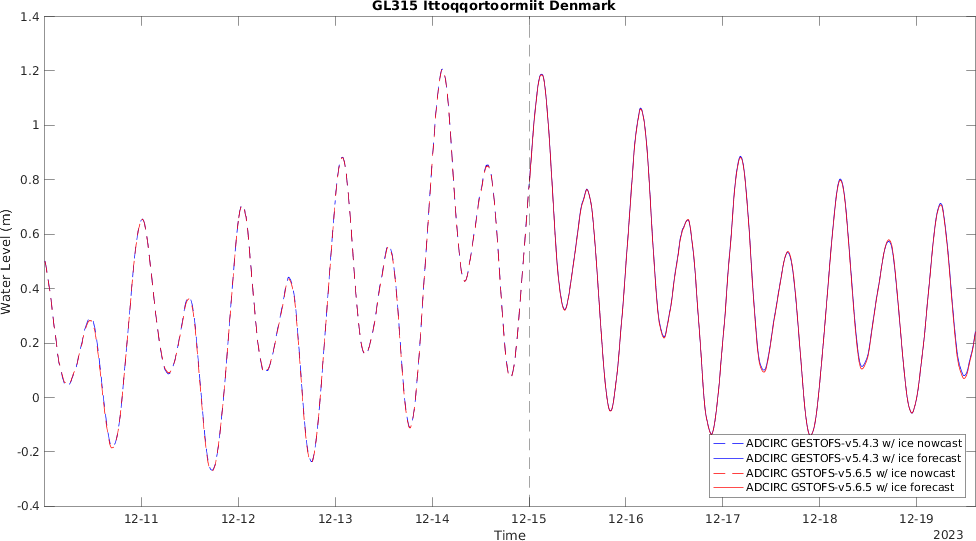 GL315 Ittoqqortoormiit Denmark
1.4
1.2
1
0.8
0.6
0.4
0.2
0
-0.2
-0.4
Water Level (m)
ADCIRC GESTOFS-v5.4.3 w/ ice nowcast
ADCIRC GESTOFS-v5.4.3 w/ ice forecast
ADCIRC GSTOFS-v5.6.5 w/ ice nowcast
ADCIRC GSTOFS-v5.6.5 w/ ice forecast
12-11 12-12 12-13 12-14 12-15 12-16 12-17 12-18 12-19
Time
2023